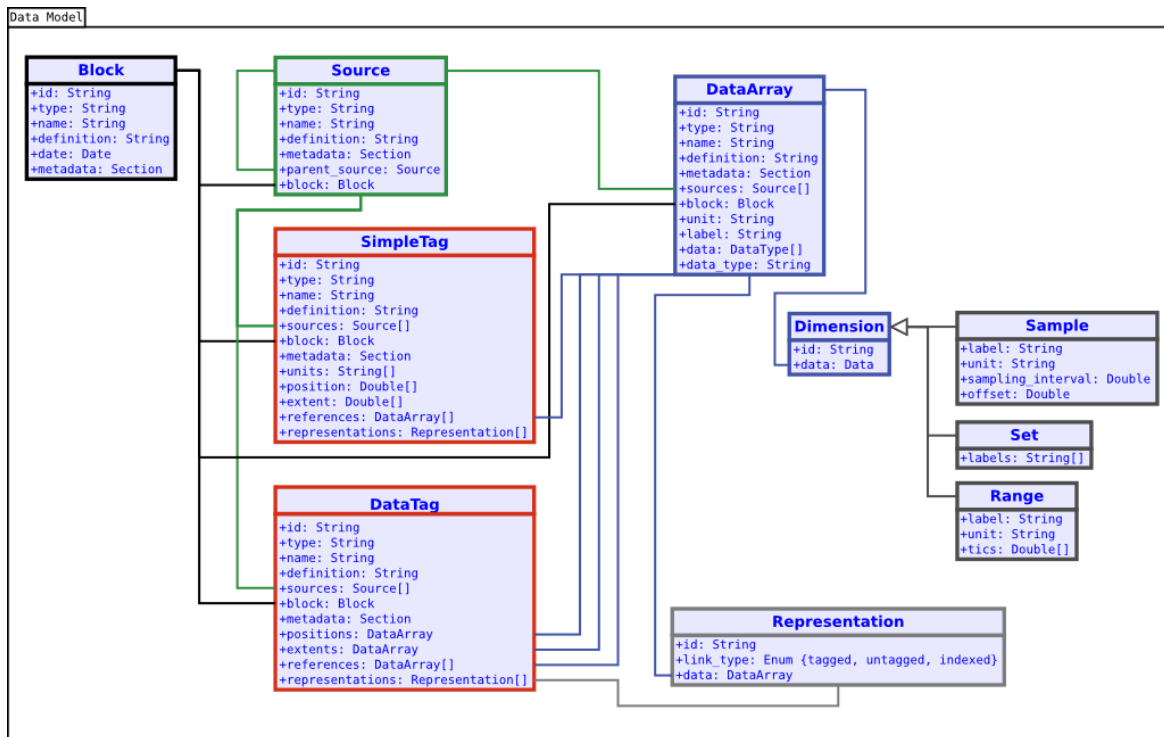 Data Model
Block
+id: String
+type: String
+name: String
+definition: String
+date: Date
+metadata: Section
Source
+id: String
+type: String
+name: String
+definition: String
+metadata: Section
+parent_source: Source
+block: Block
SimpleTag
+id: String
+type: String
+name: String
+definition: String
+sources: Source[]
+block: Block
+metadata: Section
+units: String[]
+position: Double[]
+extent: Double[]
+references: DataArray[]
+representations: Representation[]
DataTag
+id: String
+type: String
+name: String
+definition: String
+sources: Source[]
+block: Block
+metadata: Section
+positions: DataArray
+extents: DataArray
+references: DataArray[]
+representations: Representation[]
DataArray
+id: String
+type: String
+name: String
+definition: String
+metadata: Section
+sources: Source[]
+block: Block
+unit: String
+label: String
+data: DataType[]
+data_type: String
Dimension
+id: String
+data: Data
Sample
+label: String
+unit: String
+sampling_interval: Double
+offset: Double
Set
+labels: String[]
Range
+label: String
+unit: String
+tics: Double[]
Representation
+id: String
+link_type: Enum {tagged, untagged, indexed}
+data: DataArray